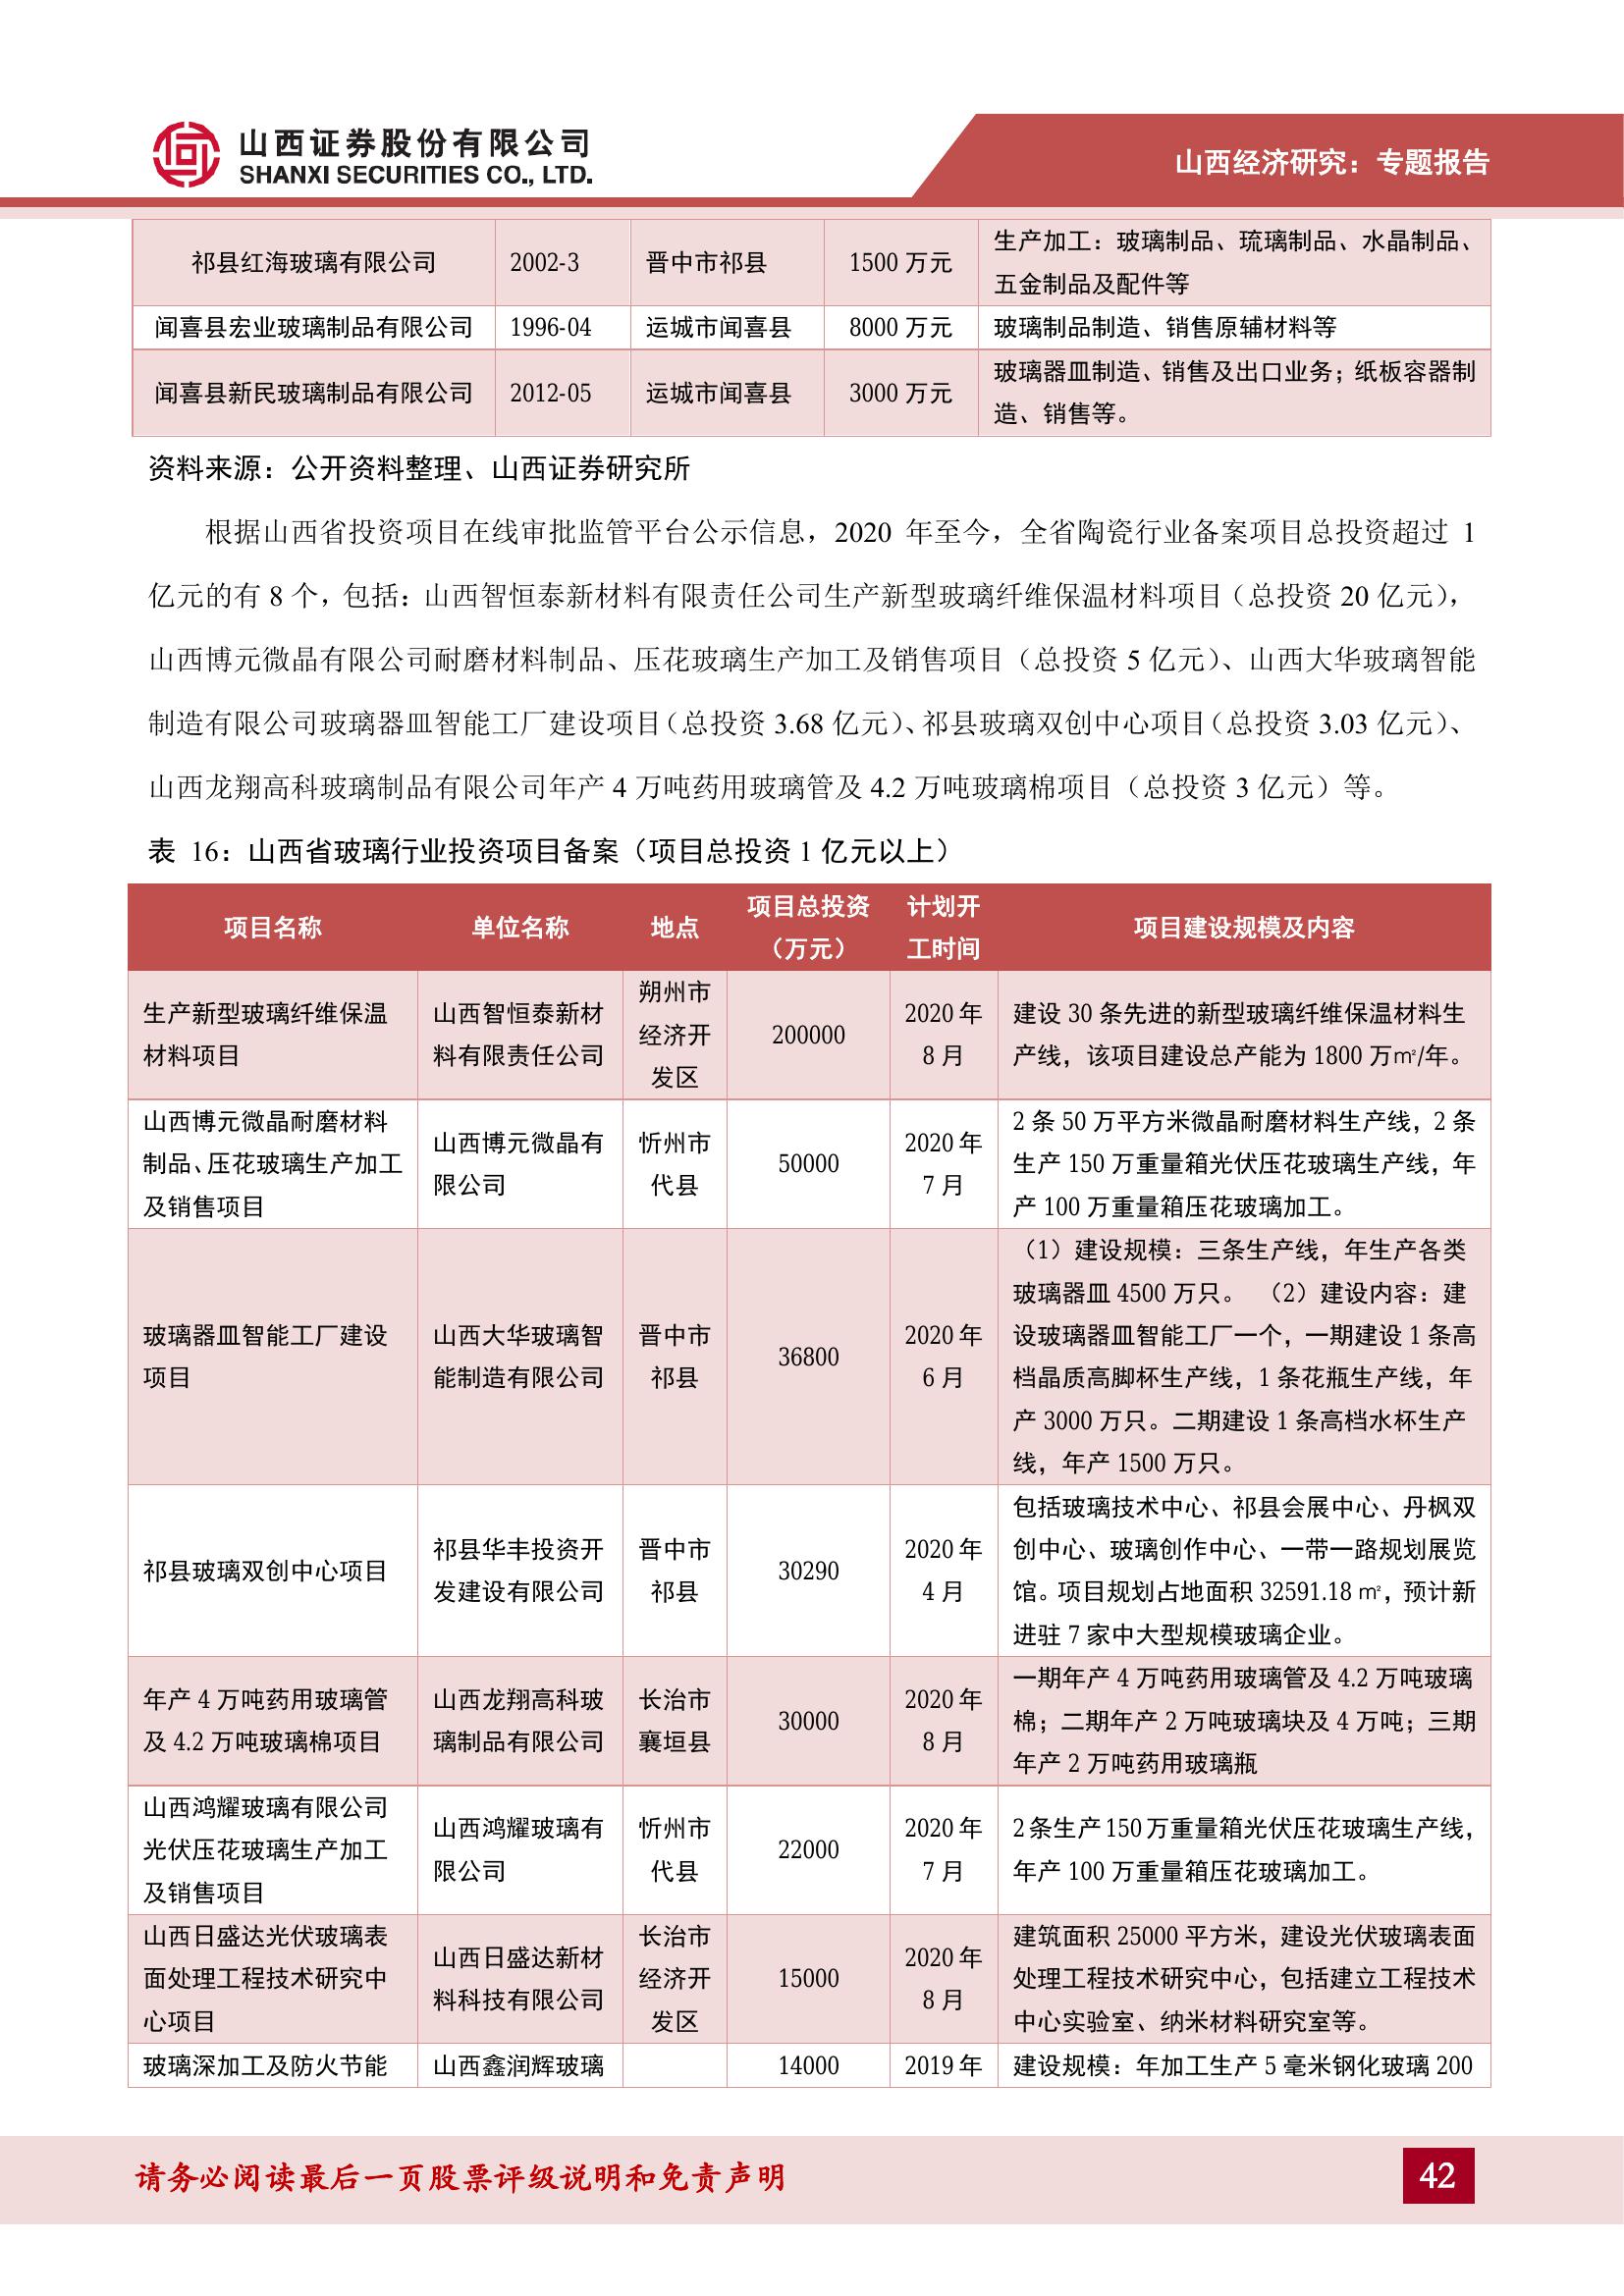 山西证券股份有限公司
SHANXI SECURITIES CO., LTD.
山西经济研究：专题报告
祁县红海玻璃有限公司 2002-3 晋中市祁县 1500 万元 生产加工：玻璃制品、琉璃制品、水晶制品、
五金制品及配件等
闻喜县宏业玻璃制品有限公司 1996-04 运城市闻喜县 8000 万元 玻璃制品制造、销售原辅材料等
闻喜县新民玻璃制品有限公司 2012-05 运城市闻喜县 3000 万元 玻璃器皿制造、销售及出口业务；纸板容器制
造、销售等。
资料来源：公开资料整理、山西证券研究所
根据山西省投资项目在线审批监管平台公示信息，2020 年至今，全省陶瓷行业备案项目总投资超过 1
亿元的有 8 个，包括：山西智恒泰新材料有限责任公司生产新型玻璃纤维保温材料项目（总投资 20 亿元），
山西博元微晶有限公司耐磨材料制品、压花玻璃生产加工及销售项目（总投资 5 亿元）、山西大华玻璃智能
制造有限公司玻璃器皿智能工厂建设项目（总投资 3.68 亿元）、祁县玻璃双创中心项目（总投资 3.03 亿元）、
山西龙翔高科玻璃制品有限公司年产 4 万吨药用玻璃管及 4.2 万吨玻璃棉项目（总投资 3 亿元）等。
表 16：山西省玻璃行业投资项目备案（项目总投资 1 亿元以上）
项目名称
单位名称
地点
项目总投资
（万元）
计划开
工时间
项目建设规模及内容
生产新型玻璃纤维保温
材料项目
山西智恒泰新材
料有限责任公司
朔州市
经济开
发区
200000
2020 年
8 月
建设 30 条先进的新型玻璃纤维保温材料生
产线，该项目建设总产能为 1800 万㎡/年。
山西博元微晶耐磨材料
制品、压花玻璃生产加工
及销售项目
山西博元微晶有
限公司
忻州市
代县
50000
2020 年
7 月
2 条 50 万平方米微晶耐磨材料生产线，2 条
生产 150 万重量箱光伏压花玻璃生产线，年
产 100 万重量箱压花玻璃加工。
玻璃器皿智能工厂建设
项目
山西大华玻璃智
能制造有限公司
晋中市
祁县
36800
2020 年
6 月
（1）建设规模：三条生产线，年生产各类
玻璃器皿 4500 万只。 （2）建设内容：建
设玻璃器皿智能工厂一个，一期建设 1 条高
档晶质高脚杯生产线，1 条花瓶生产线，年
产 3000 万只。二期建设 1 条高档水杯生产
线，年产 1500 万只。
祁县玻璃双创中心项目
祁县华丰投资开
发建设有限公司
晋中市
祁县
30290
2020 年
4 月
包括玻璃技术中心、祁县会展中心、丹枫双
创中心、玻璃创作中心、一带一路规划展览
馆。项目规划占地面积 32591.18 ㎡，预计新
进驻 7 家中大型规模玻璃企业。
年产 4 万吨药用玻璃管
及 4.2 万吨玻璃棉项目
山西龙翔高科玻
璃制品有限公司
长治市
襄垣县
30000
2020 年
8 月
一期年产 4 万吨药用玻璃管及 4.2 万吨玻璃
棉；二期年产 2 万吨玻璃块及 4 万吨；三期
年产 2 万吨药用玻璃瓶
山西鸿耀玻璃有限公司
光伏压花玻璃生产加工
及销售项目
山西鸿耀玻璃有
限公司
忻州市
代县
22000
2020 年
7 月
2 条生产 150 万重量箱光伏压花玻璃生产线，
年产 100 万重量箱压花玻璃加工。
山西日盛达光伏玻璃表
面处理工程技术研究中
心项目
山西日盛达新材
料科技有限公司
长治市
经济开
发区
15000
2020 年
8 月
建筑面积 25000 平方米，建设光伏玻璃表面
处理工程技术研究中心，包括建立工程技术
中心实验室、纳米材料研究室等。
玻璃深加工及防火节能 山西鑫润辉玻璃 14000 2019 年 建设规模：年加工生产 5 毫米钢化玻璃 200
请务必阅读最后一页股票评级说明和免责声明
42